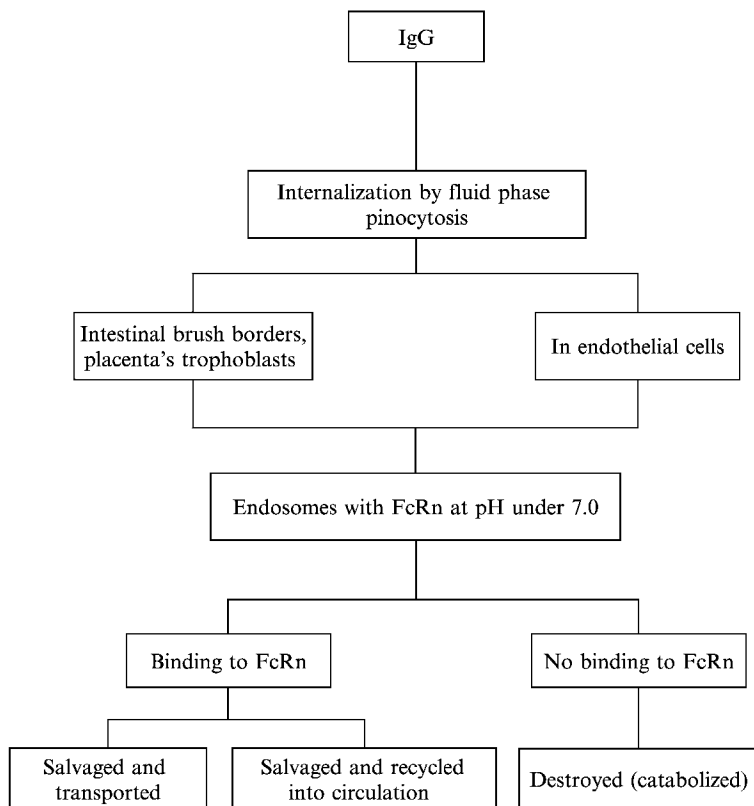 IgG
Internalization by fluid phase
pinocytosis
Intestinal brush borders,
placenta's trophoblasts
In endothelial cells
Endosomes with FcRn at pH under 7.0
Binding to FcRn
No binding to FcRn
Salvaged and
transported
Salvaged and recycled
into circulation
Destroyed (catabolized)